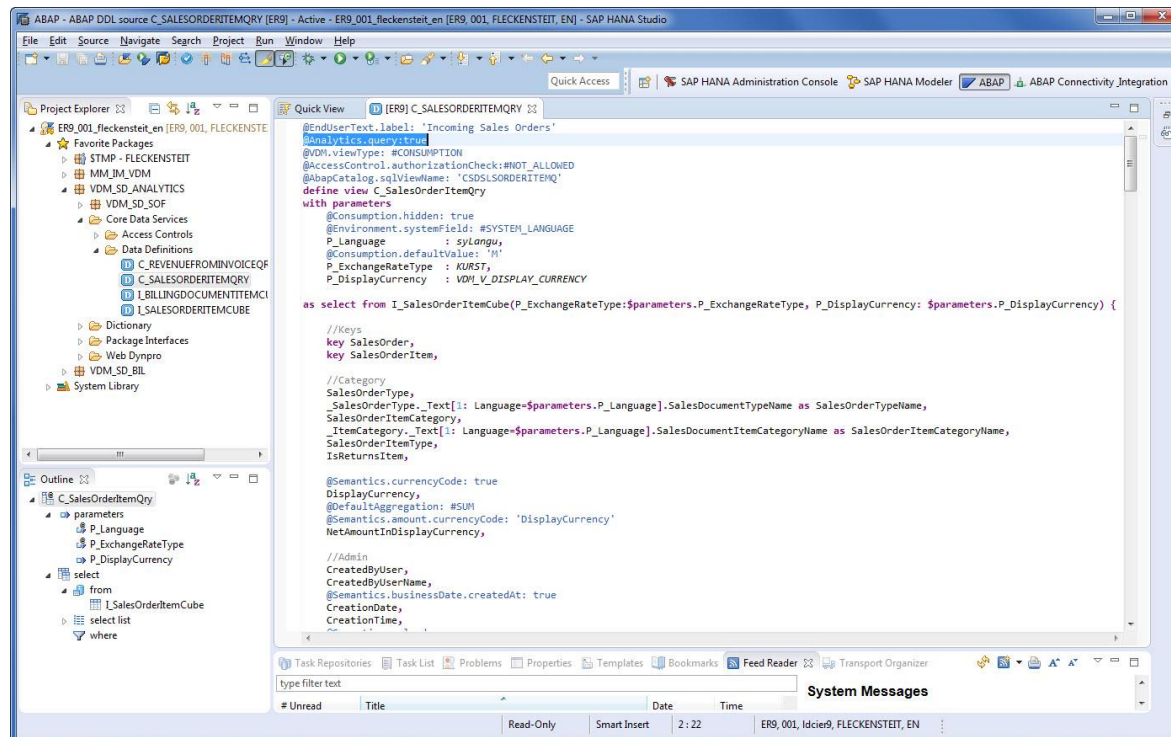 ABAP - ABAP DDL source C_SALESORDERITEMQRY [ER9] - Active - ER9_001_fleckensteit_en [ER9, 001, FLECKENSTEIT, EN] - SAP HANA Studio
File Edit Source Navigate Search Project Run Window Help
Quick Access SAP HANA Administration Console SAP HANA Modeler ABAP ABAP Connectivity_Integration
Project Explorer
ER9_001_fleckensteit_en [ER9, 001, FLECKENSTE
Favorite Packages
$TMP - FLECKENSTEIT
MM_IM_VDM
VDM_SD_ANALYTICS
VDM_SD_SOF
Core Data Services
Access Controls
Data Definitions
C_REVENUEFROMINVOICEQR
C_SALESORDERITEMQRY
I_BILLINGDOCUMENTITEMCU
I_SALESORDERITEMCUBE
Dictionary
Package Interfaces
Web Dynpro
VDM_SD_BIL
System Library
Outline
C_SalesOrderItemQry
parameters
P_Language
P_ExchangeRateType
P_DisplayCurrency
select
from
I_SalesOrderItemCube
select list
where
Quick View [ER9] C_SALESORDERITEMQRY
@EndUserText.label: 'Incoming Sales Orders'
@Analytics.query:true
@VDM.viewType: #CONSUMPTION
@AccessControl.authorizationCheck:#NOT_ALLOWED
@AbapCatalog.sqlViewName: 'CSDSLSORDERITEMQ'
define view C_SalesOrderItemQry
with parameters
@Consumption.hidden: true
@Environment.systemField: #SYSTEM_LANGUAGE
P_Language : syLangu,
@Consumption.defaultValue: 'M'
P_ExchangeRateType : KURST,
P_DisplayCurrency : VDM_V_DISPLAY_CURRENCY
as select from I_SalesOrderItemCube(P_ExchangeRateType:$parameters.P_ExchangeRateType, P_DisplayCurrency: $parameters.P_DisplayCurrency) {
//Keys
key SalesOrder,
key SalesOrderItem,
//Category
SalesOrderType,
_SalesOrderType._Text[1: Language=$parameters.P_Language].SalesDocumentTypeName as SalesOrderTypeName,
SalesOrderItemCategory,
_ItemCategory._Text[1: Language=$parameters.P_Language].SalesDocumentItemCategoryName as SalesOrderItemCategoryName,
SalesOrderItemType,
IsReturnsItem,
@Semantics.currencyCode: true
DisplayCurrency,
@DefaultAggregation: #SUM
@Semantics.amount.currencyCode: 'DisplayCurrency'
NetAmountInDisplayCurrency,
//Admin
CreatedByUser,
CreatedByUserName,
@Semantics.businessDate.createdAt: true
CreationDate,
CreationTime,
Task Repositories Task List Problems Properties Templates Bookmarks Feed Reader Transport Organizer
type filter text
System Messages
# Unread Title Date Time
Read-Only Smart Insert 2 : 22 ER9, 001, ldcier9, FLECKENSTEIT, EN